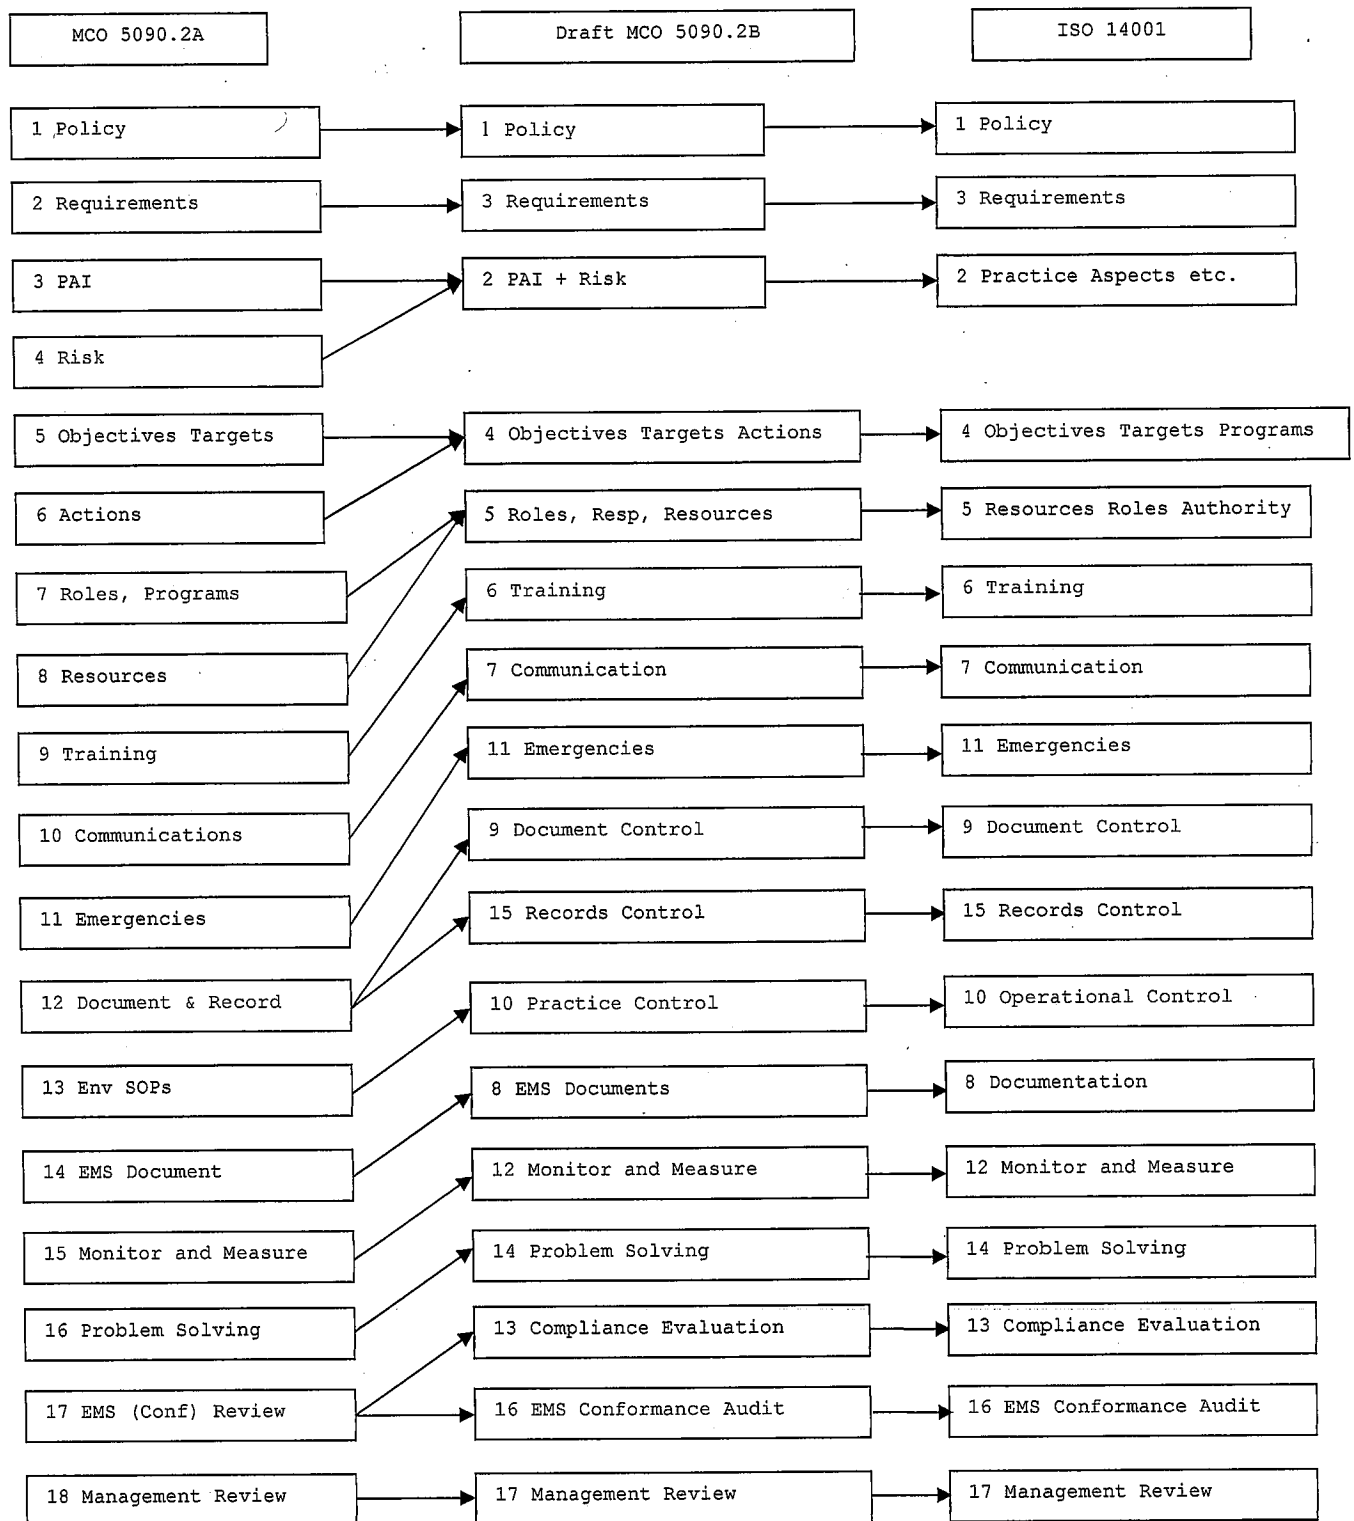 MCO 5090.2A
Draft MCO 5090.2B
ISO 14001
1 Policy
1 Policy
1 Policy
2 Requirements
3 Requirements
3 Requirements
3 PAI
2 PAI + Risk
2 Practice Aspects etc.
4 Risk
5 Objectives Targets
4 Objectives Targets Actions
4 Objectives Targets Programs
6 Actions
5 Roles, Resp, Resources
5 Resources Roles Authority
7 Roles, Programs
6 Training
6 Training
8 Resources
7 Communication
7 Communication
9 Training
11 Emergencies
11 Emergencies
10 Communications
9 Document Control
9 Document Control
11 Emergencies
15 Records Control
15 Records Control
12 Document & Record
10 Practice Control
10 Operational Control
13 Env SOPs
8 EMS Documents
8 Documentation
14 EMS Document
12 Monitor and Measure
12 Monitor and Measure
15 Monitor and Measure
14 Problem Solving
14 Problem Solving
16 Problem Solving
13 Compliance Evaluation
13 Compliance Evaluation
17 EMS (Conf) Review
16 EMS Conformance Audit
16 EMS Conformance Audit
18 Management Review
17 Management Review
17 Management Review